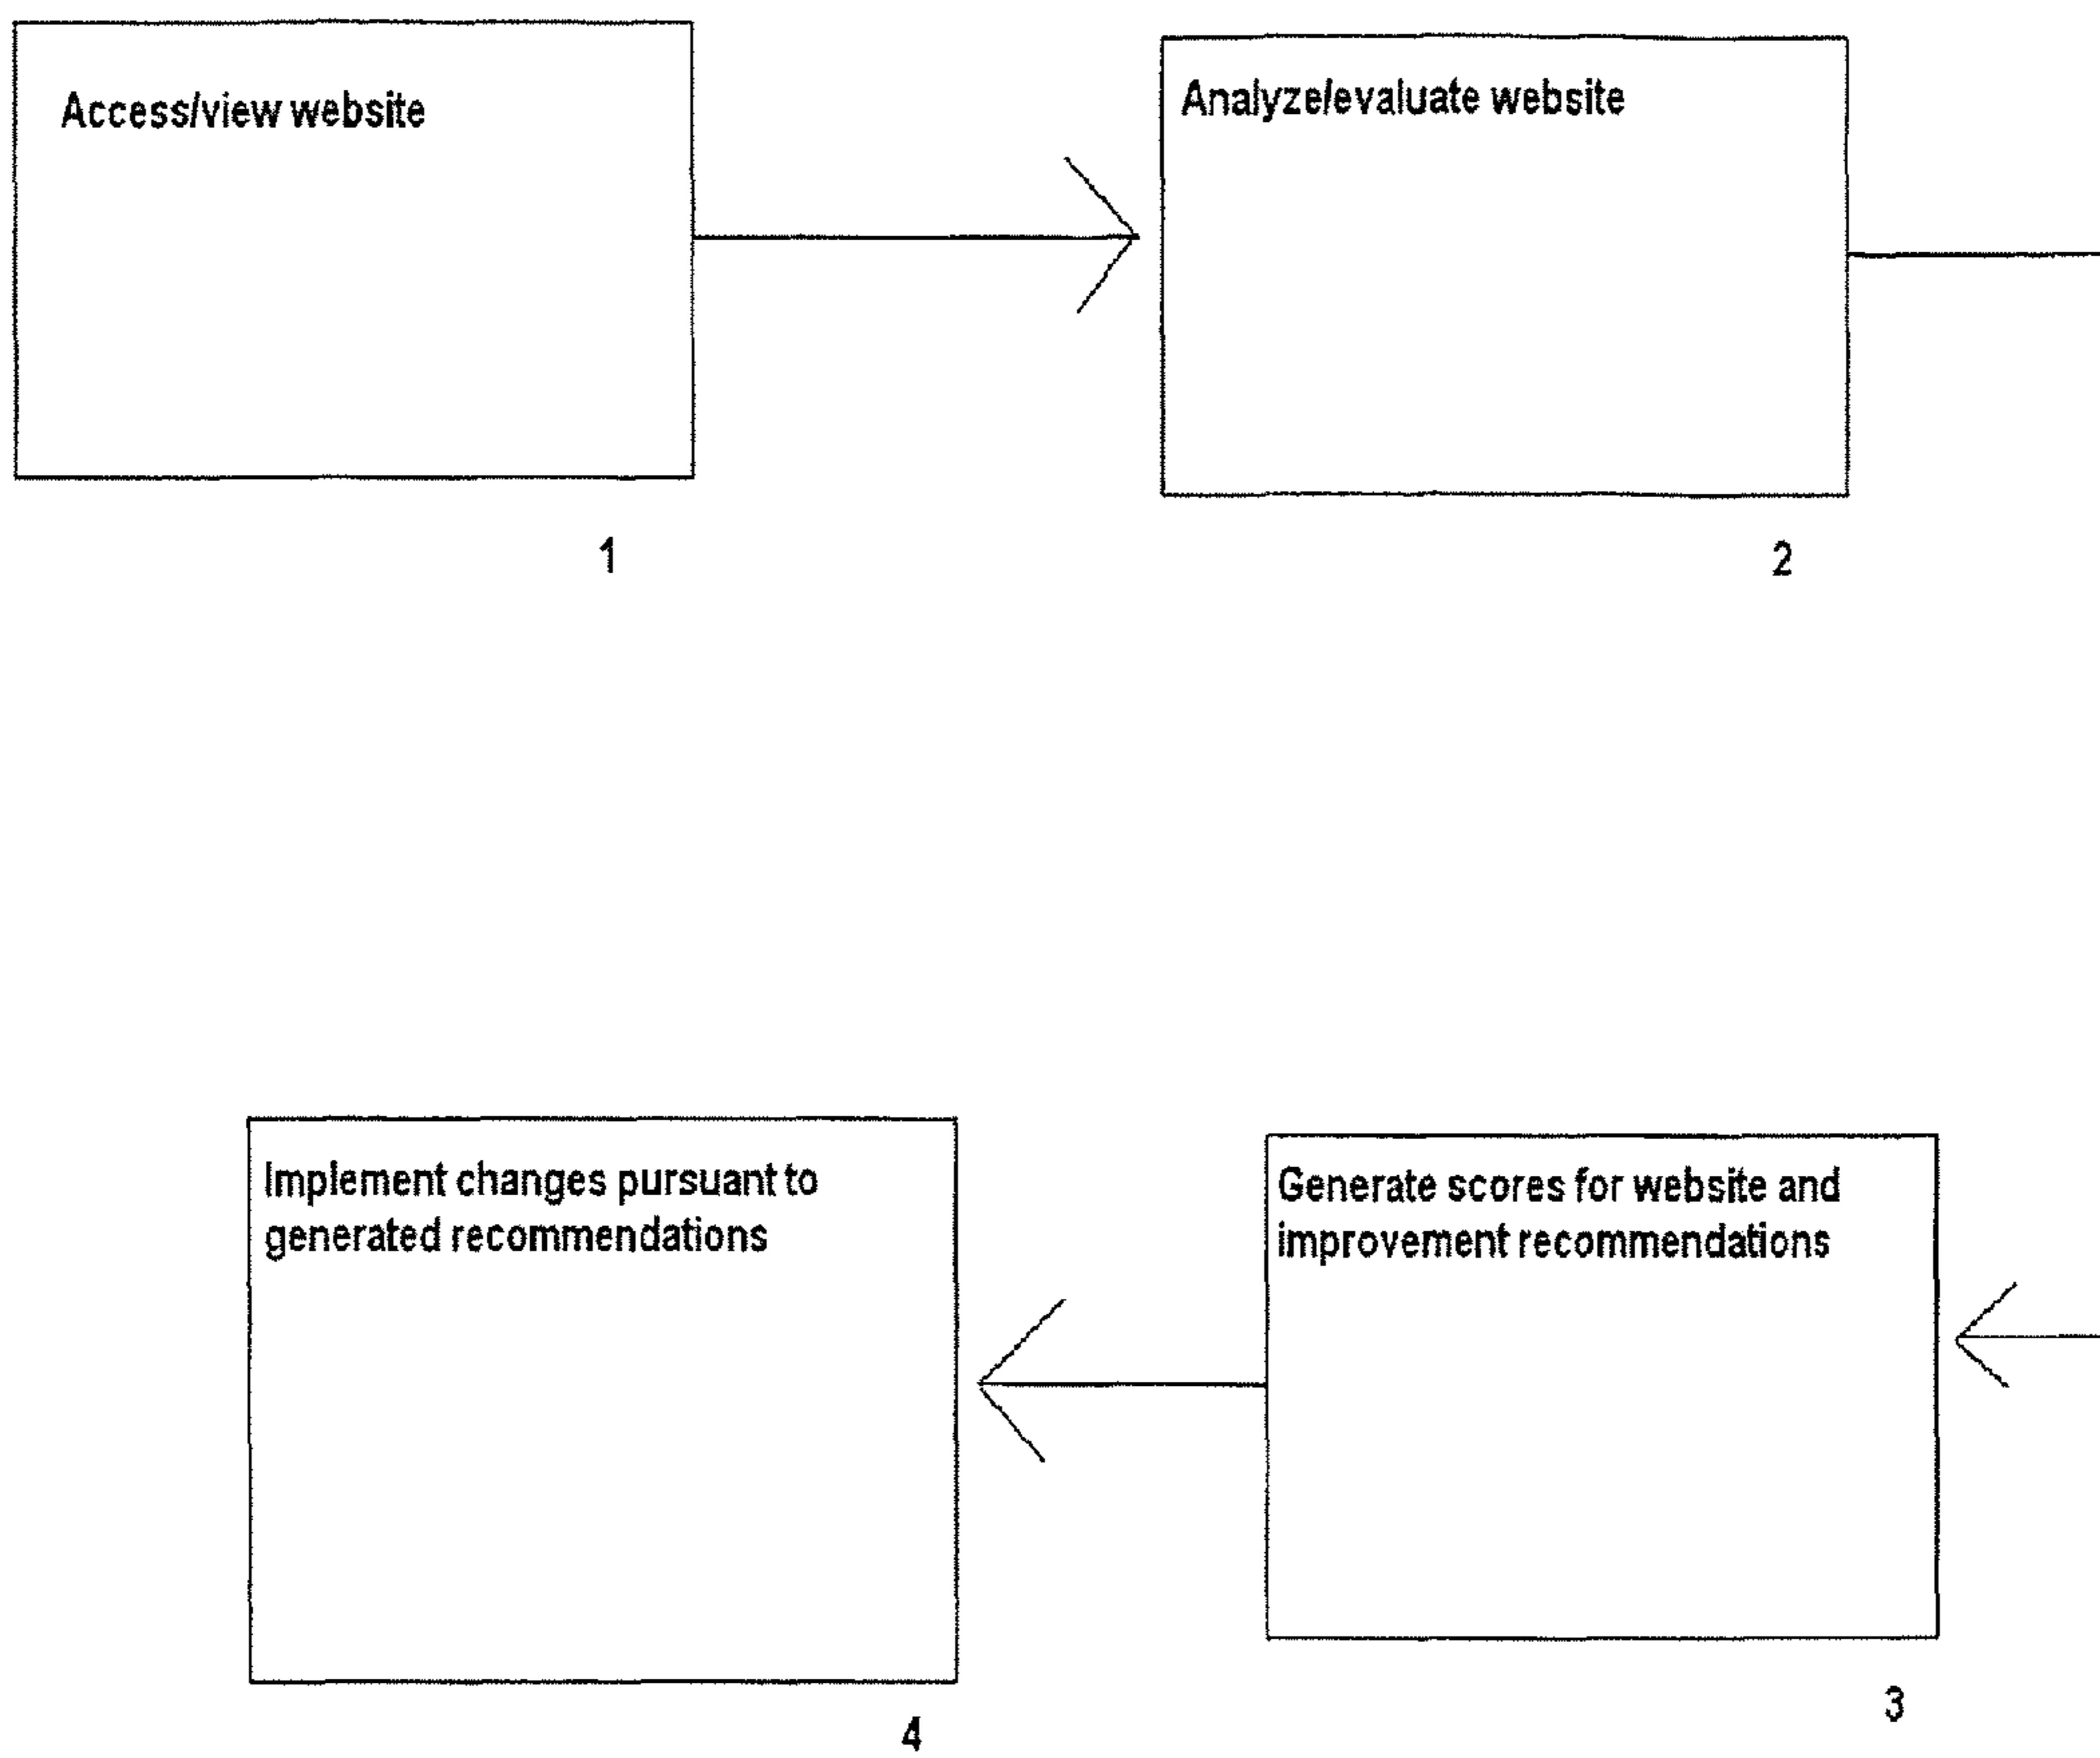 Access/view website
Analyze/evaluate website
1
2
Implement changes pursuant to
generated recommendations
Generate scores for website and
improvement recommendations
3
4